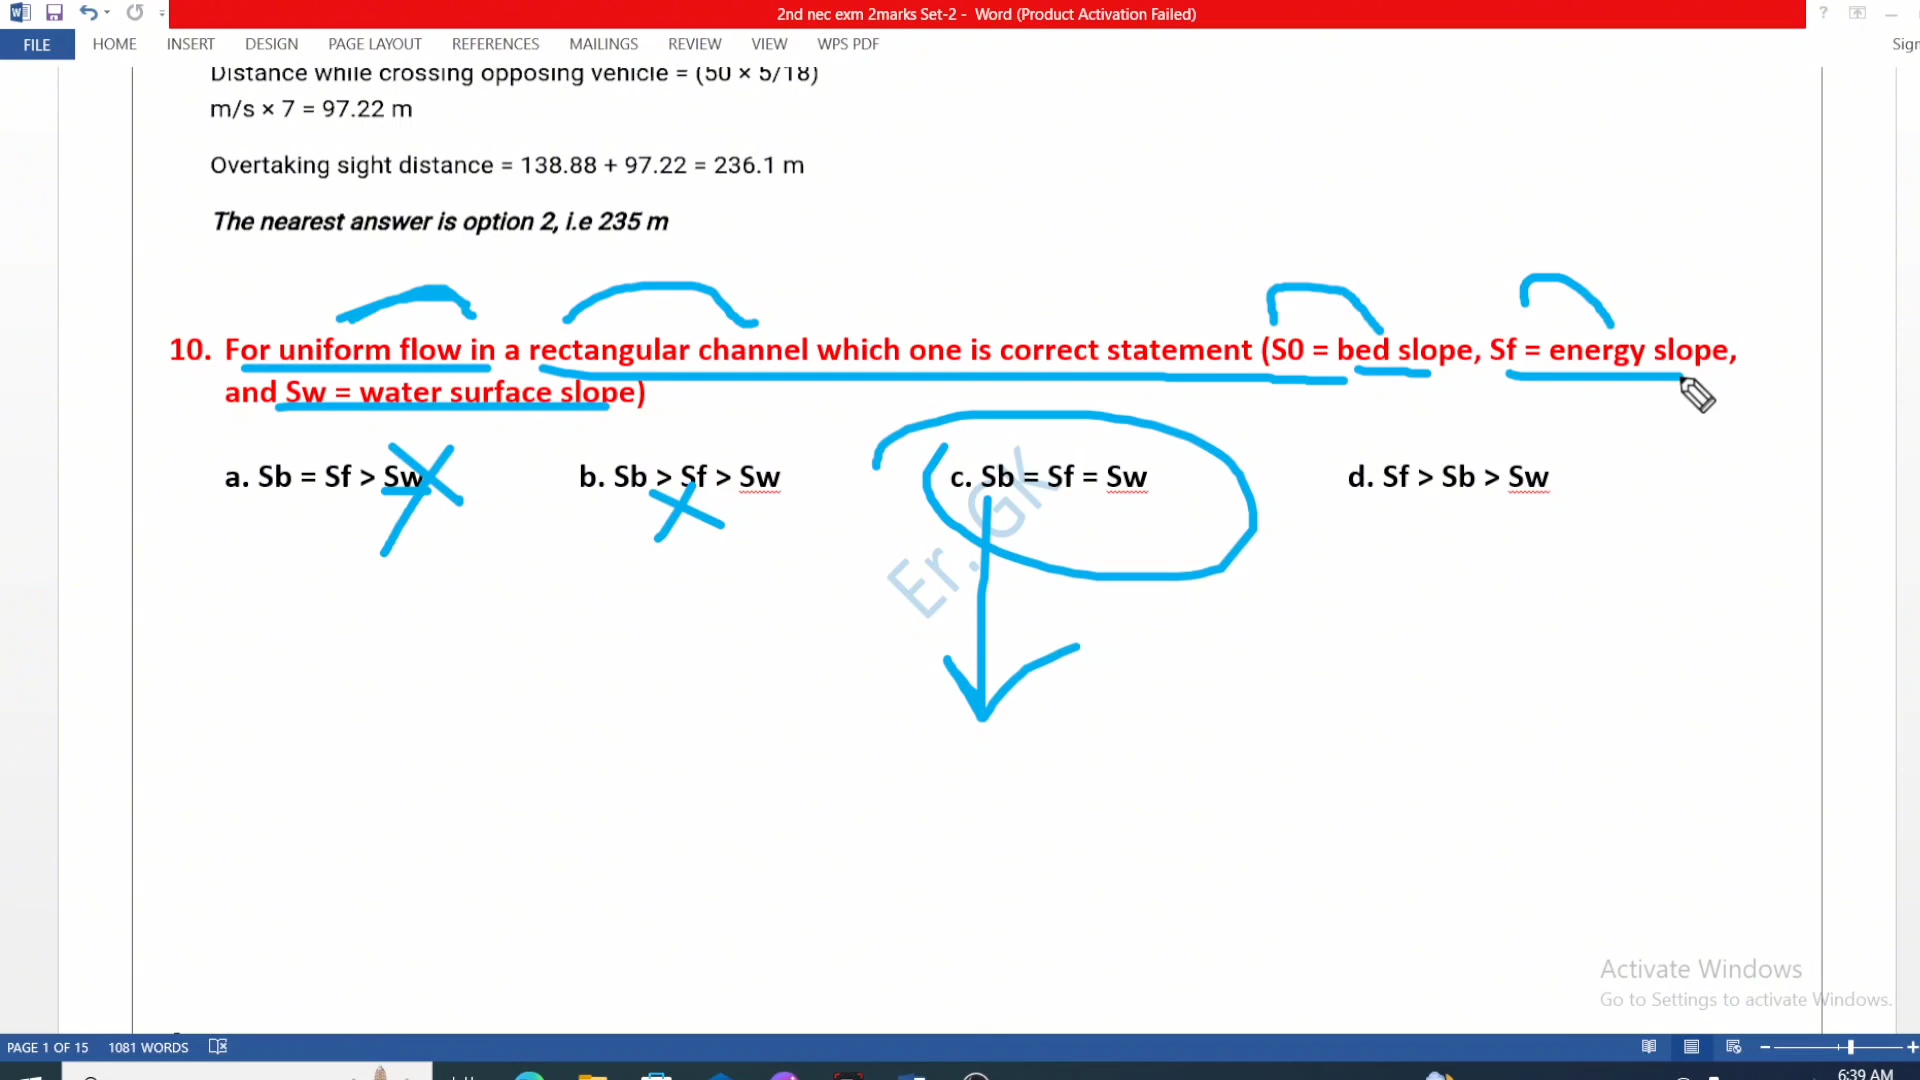 2nd nec exm 2marks Set-2 - Word (Product Activation Failed)
FILE HOME INSERT DESIGN PAGE LAYOUT REFERENCES MAILINGS REVIEW VIEW WPS PDF Sign
Distance while crossing opposing vehicle = (50 × 5/18)
m/s × 7 = 97.22 m
Overtaking sight distance = 138.88 + 97.22 = 236.1 m
The nearest answer is option 2, i.e 235 m
10. For uniform flow in a rectangular channel which one is correct statement (S0 = bed slope, Sf = energy slope,
and Sw = water surface slope)
a. Sb = Sf > Sw b. Sb > Sf > Sw c. Sb = Sf = Sw d. Sf > Sb > Sw
Er. GK
Activate Windows
Go to Settings to activate Windows.
PAGE 1 OF 15 1081 WORDS
6:39 AM